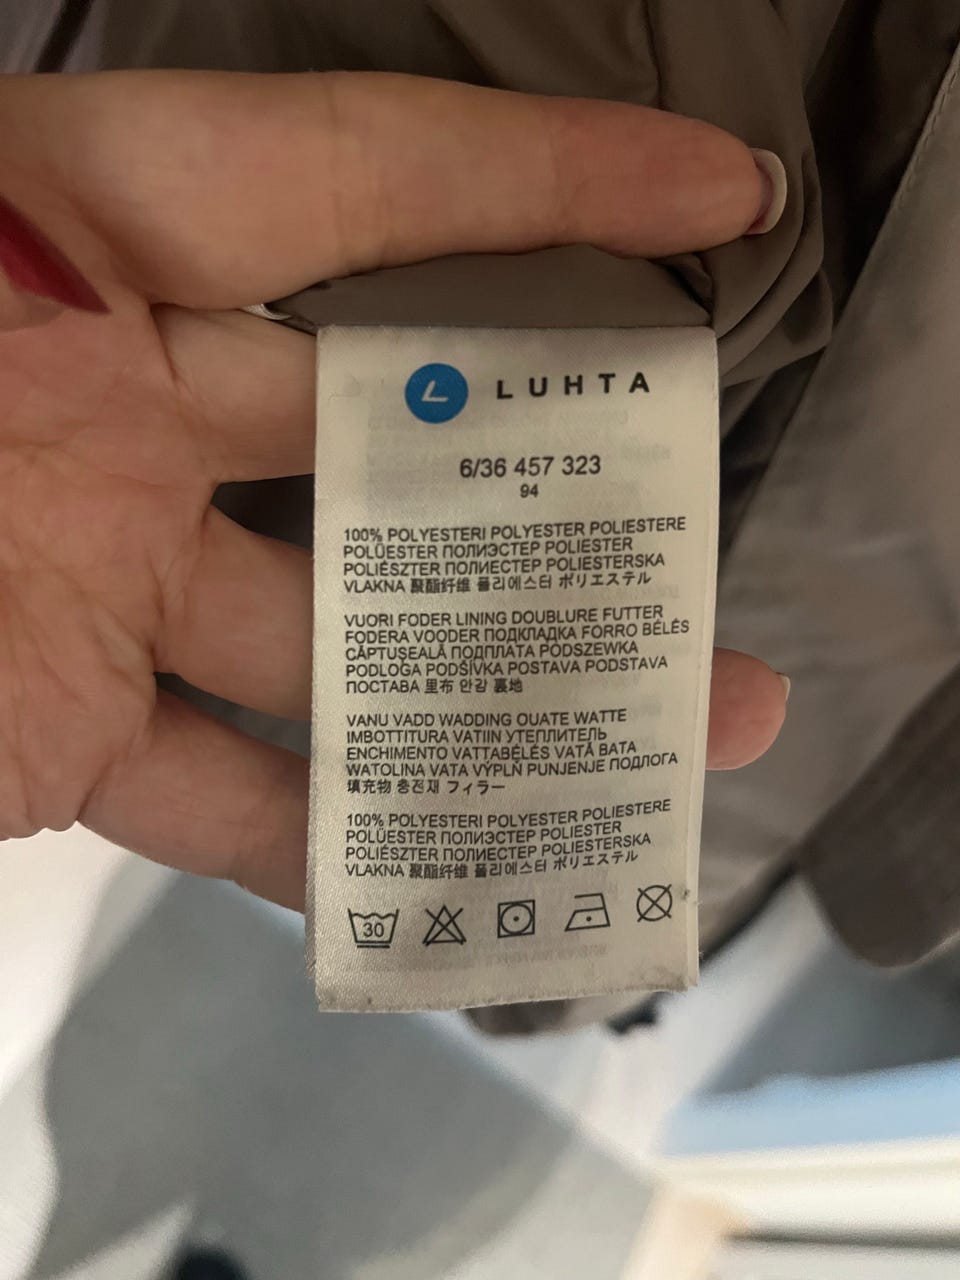 L LUHTA
6/36 457 323
94
100% POLYESTERI POLYESTER POLIESTERE
POLÜESTER ПОЛИЭСТЕР POLIESTER
POLIÉSZTER ПОЛИЕСТЕР POLIESTERSKA
VLAKNA 聚酯纤维 폴리에스터 ポリエステル
VUORI FODER LINING DOUBLURE FUTTER
FODERA VOODER ПОДКЛАДКА FORRO BÉLÉS
CĂPTUŞEALĂ ПОДПЛАТА PODSZEWKA
PODLOGA PODŠÍVKA POSTAVA PODSTAVA
ПОСТАВА 里布 안감 裏地
VANU VADD WADDING OUATE WATTE
IMBOTTITURA VATIIN УТЕПЛИТЕЛЬ
ENCHIMENTO VATTABÉLÉS VATĂ ВАТА
WATOLINA VATA VÝPLŇ PUNJENJE ПОДЛОГА
填充物 충전재 フィラー
100% POLYESTERI POLYESTER POLIESTERE
POLÜESTER ПОЛИЭСТЕР POLIESTER
POLIÉSZTER ПОЛИЕСТЕР POLIESTERSKA
VLAKNA 聚酯纤维 폴리에스터 ポリエステル
30